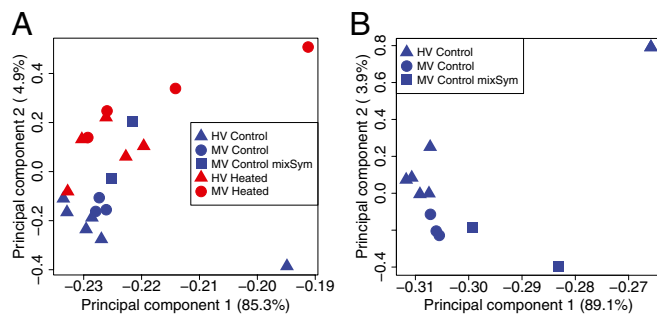 A
Principal component 2 ( 4.9%)
0.4
0.2
0.0
−0.2
−0.4
HV Control
MV Control
MV Control mixSym
HV Heated
MV Heated
−0.23 −0.22 −0.21 −0.20 −0.19
Principal component 1 (85.3%)
B
Principal component 2 ( 3.9%)
0.8
0.4
0.0
−0.4
HV Control
MV Control
MV Control mixSym
−0.31 −0.30 −0.29 −0.28 −0.27
Principal component 1 (89.1%)